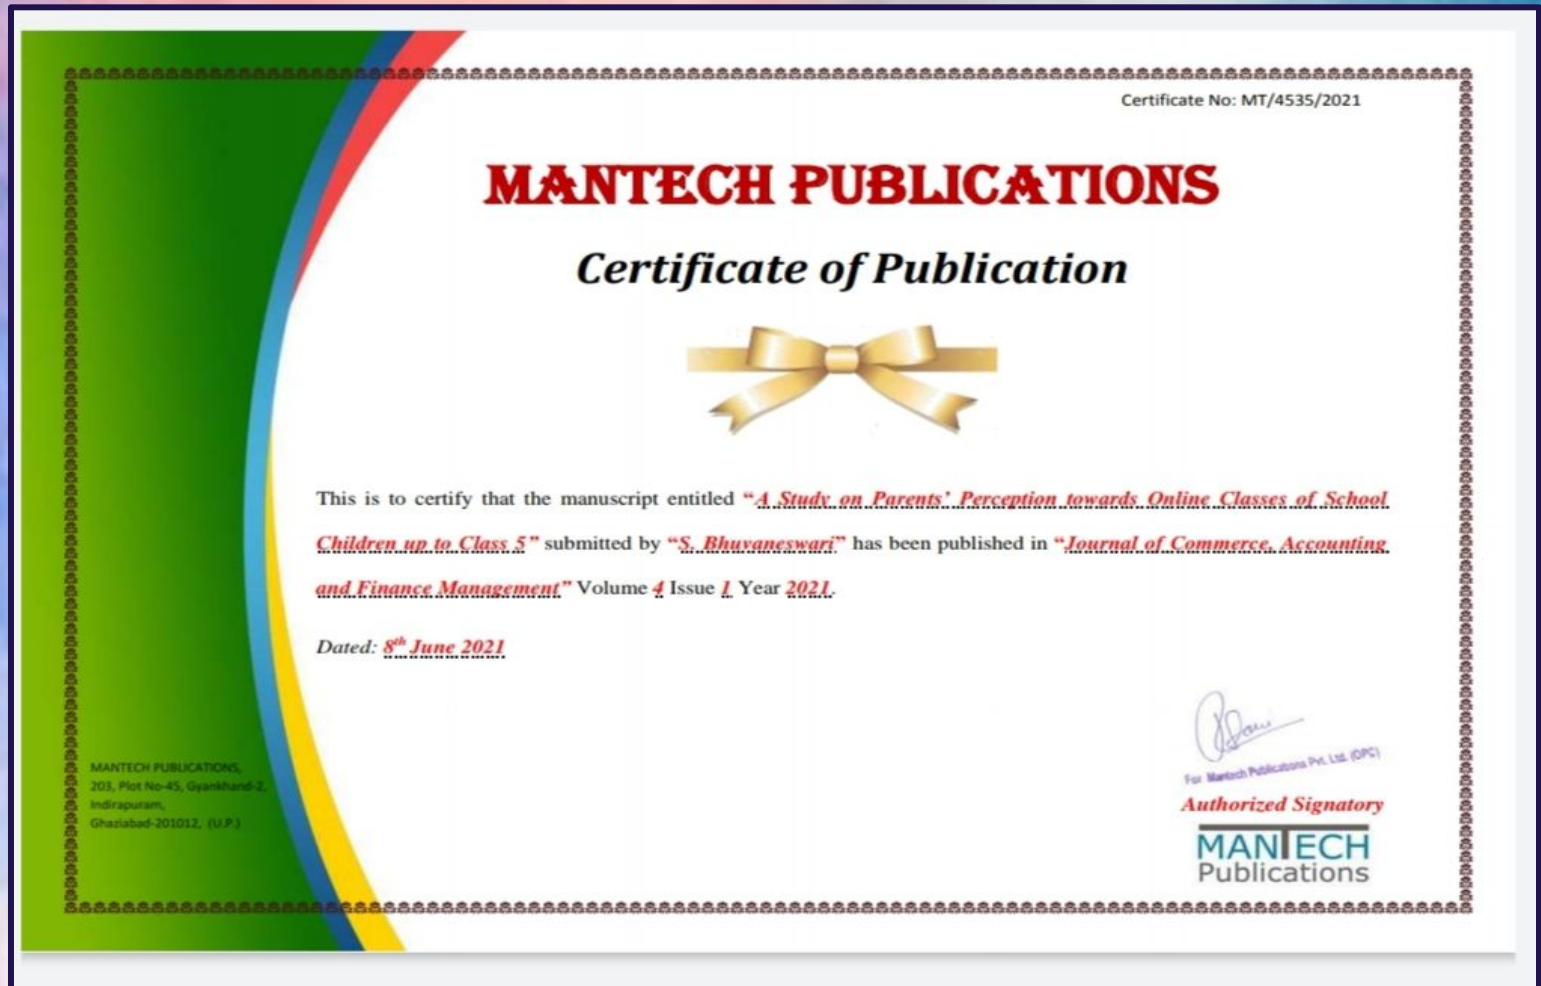 Certificate No: MT/4535/2021
MANTECH PUBLICATIONS
Certificate of Publication
This is to certify that the manuscript entitled “A Study on Parents’ Perception towards Online Classes of School
Children up to Class 5” submitted by “S. Bhuvaneswari” has been published in “Journal of Commerce, Accounting
and Finance Management” Volume 4 Issue 1 Year 2021.
Dated: 8th June 2021
MANTECH PUBLICATIONS,
203, Plot No-45, Gyankhand-2,
Indirapuram,
Ghaziabad-201012, (U.P.)
For Mantech Publications Pvt. Ltd. (OPC)
Authorized Signatory
MANTECH
Publications